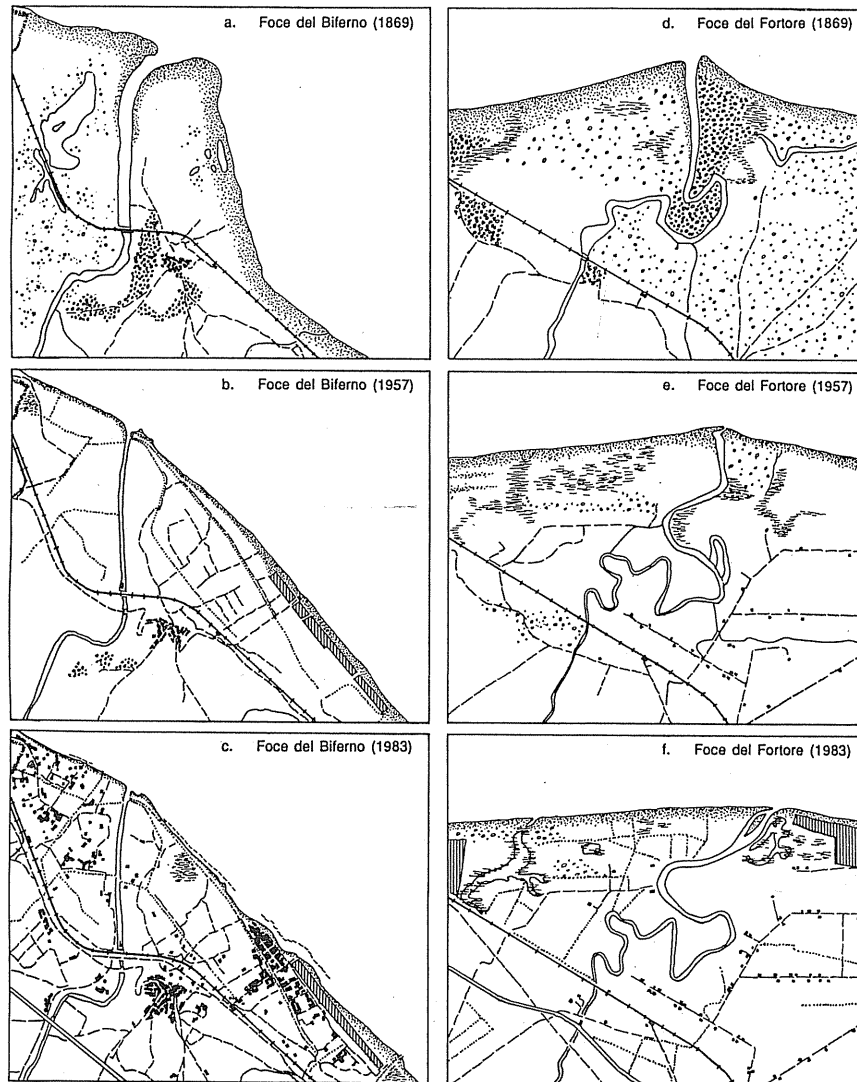 a. Foce del Biferno (1869)
d. Foce del Fortore (1869)
b. Foce del Biferno (1957)
e. Foce del Fortore (1957)
c. Foce del Biferno (1983)
f. Foce del Fortore (1983)